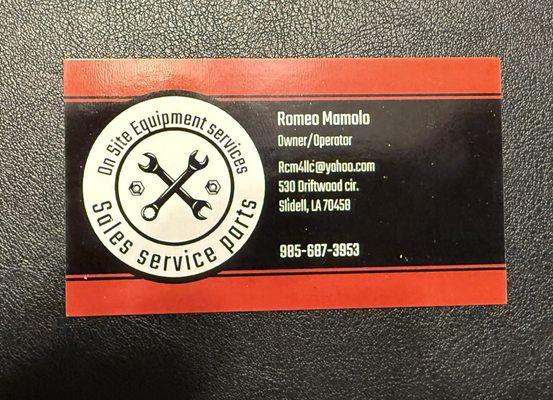 On Site Equipment services
Sales service parts
Romeo Mamolo
Owner/Operator
Rcm4llc@yahoo.com
530 Driftwood cir.
Slidell, LA 70458
985-687-3953